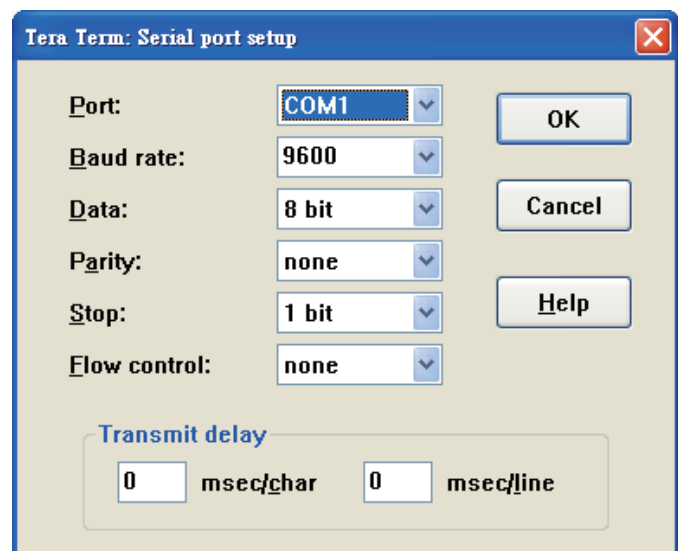 Tera Term: Serial port setup
Port: COM1
OK
Baud rate: 9600
Data: 8 bit
Cancel
Parity: none
Stop: 1 bit
Help
Flow control: none
Transmit delay
0 msec/char 0 msec/line